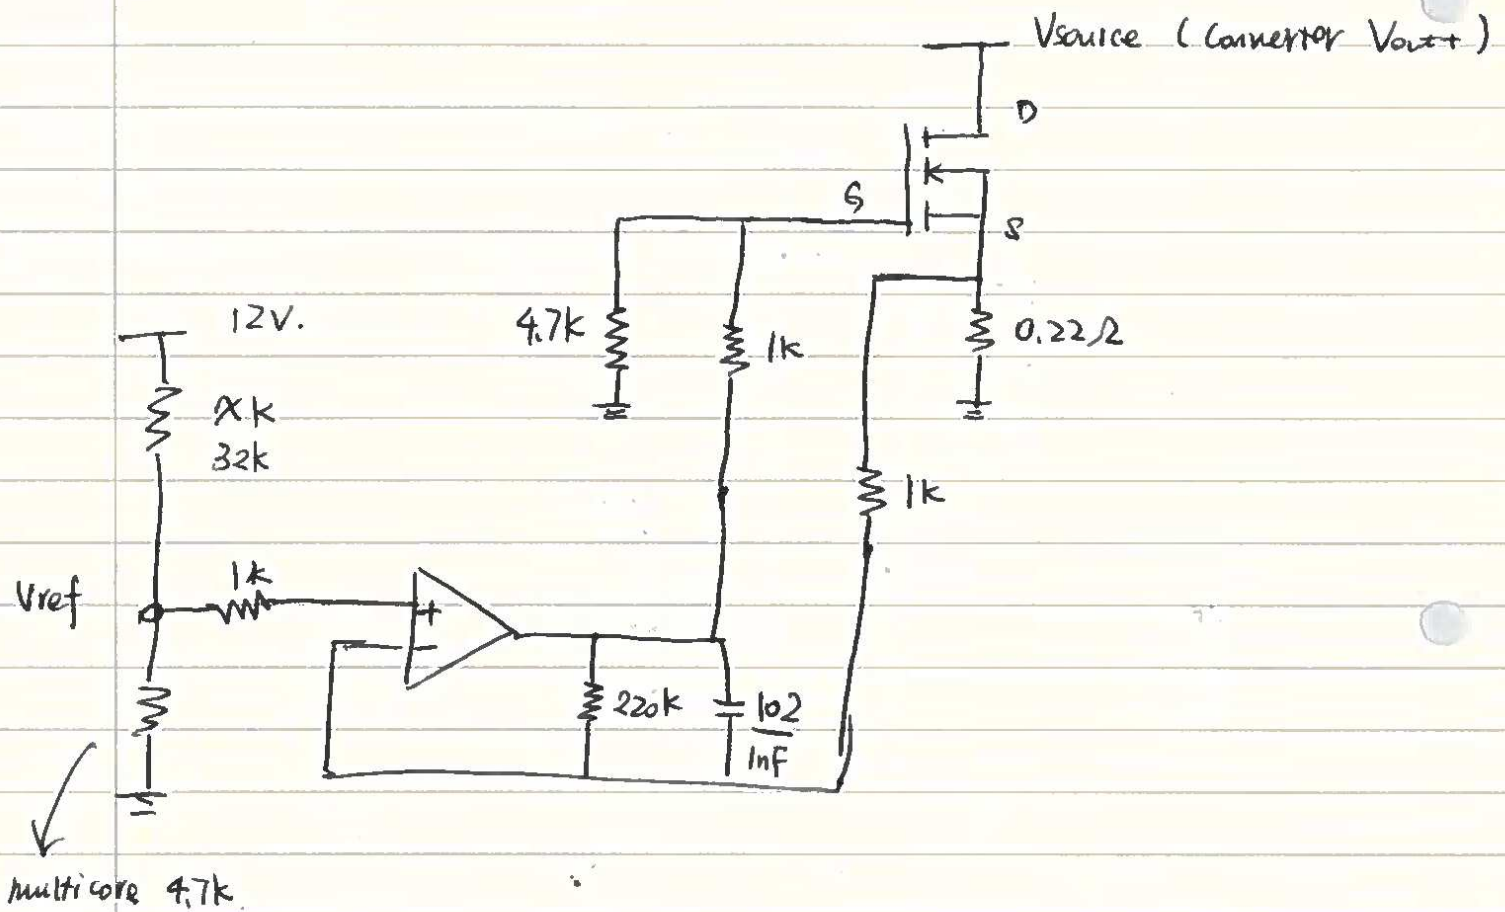 Vsource (Converter Vout+)
D
G
S
12V.
4.7k
1k
0.22Ω
xk
32k
1k
1k
Vref
+
-
220k
102
1nF
multicore 4.7k